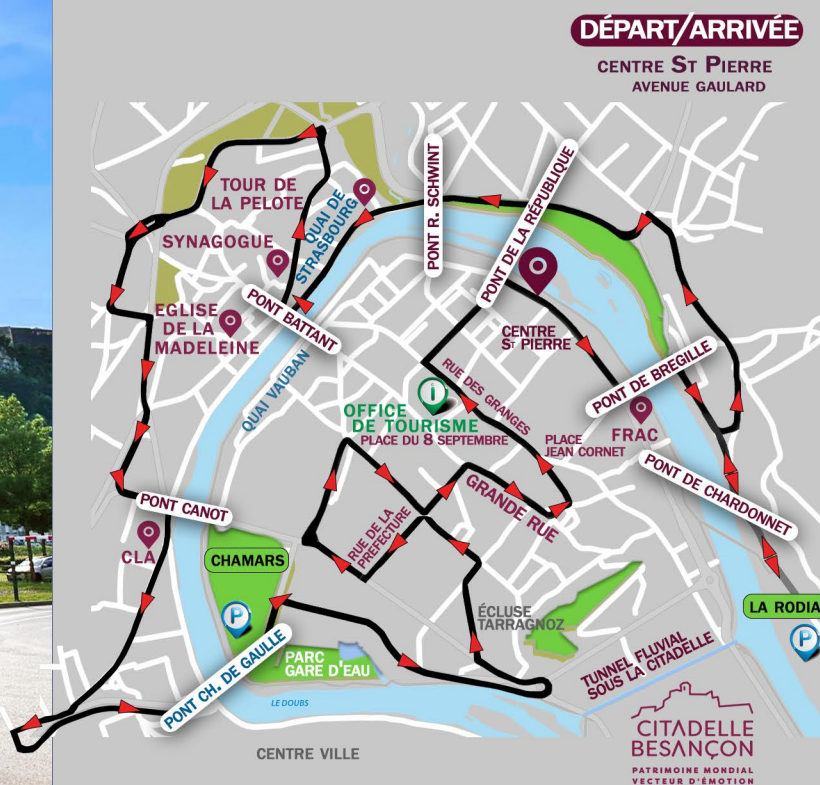 DÉPART/ARRIVÉE
CENTRE ST PIERRE
AVENUE GAULARD
TOUR DE
LA PELOTE
QUAI DE
STRASBOURG
PONT R. SCHWINT
PONT DE LA RÉPUBLIQUE
SYNAGOGUE
PONT BATTANT
EGLISE
DE LA
MADELEINE
QUAI VAUBAN
CENTRE
ST PIERRE
PONT DE BREGILLE
RUE DES GRANGES
i
OFFICE
DE TOURISME
PLACE DU 8 SEPTEMBRE
PLACE
JEAN CORNET
FRAC
PONT DE CHARDONNET
GRANDE RUE
PONT CANOT
CLA
RUE DE LA
PREFECTURE
CHAMARS
P
ÉCLUSE
TARRAGNOZ
LA RODIA
P
PARC
GARE D'EAU
PONT CH. DE GAULLE
TUNNEL FLUVIAL
SOUS LA CITADELLE
LE DOUBS
CENTRE VILLE
CITADELLE
BESANÇON
PATRIMOINE MONDIAL
VECTEUR D'ÉMOTION